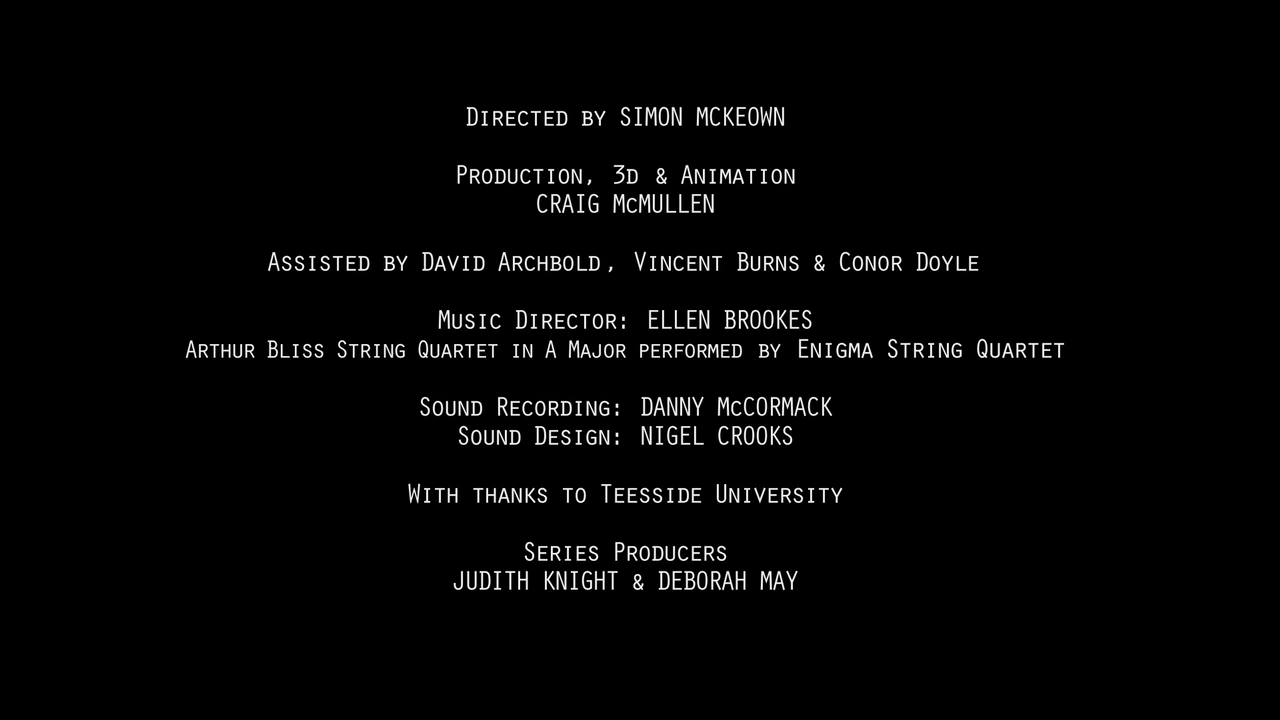 Directed by SIMON MCKEOWN
Production, 3d & Animation
CRAIG McMULLEN
Assisted by David Archbold, Vincent Burns & Conor Doyle
Music Director: ELLEN BROOKES
Arthur Bliss String Quartet in A Major performed by Enigma String Quartet
Sound Recording: DANNY McCORMACK
Sound Design: NIGEL CROOKS
With thanks to Teesside University
Series Producers
JUDITH KNIGHT & DEBORAH MAY